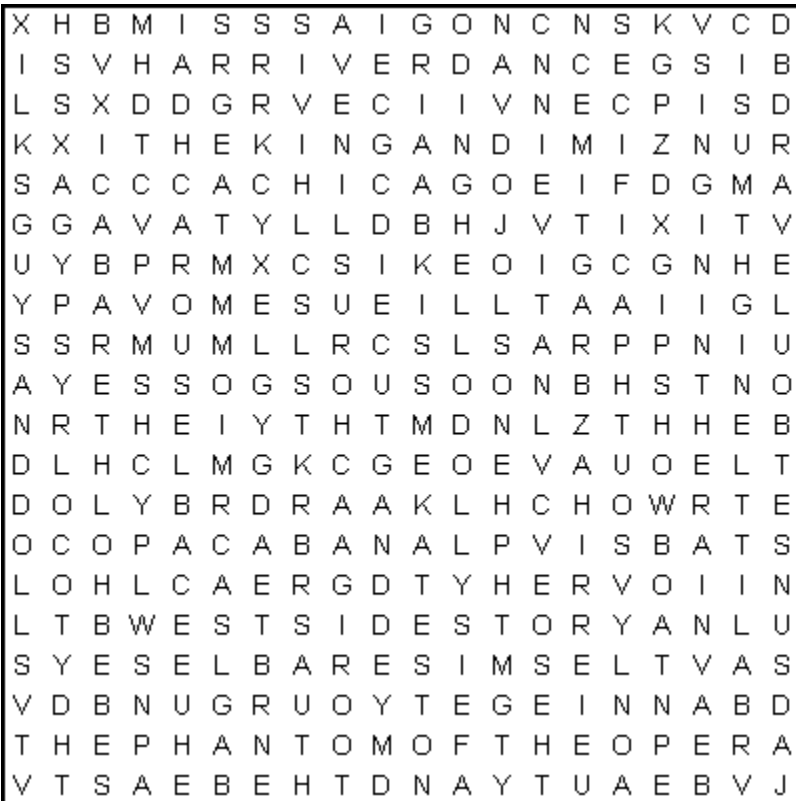 X H B M I S S S A I G O N C N S K V C D
I S V H A R R I V E R D A N C E G S I B
L S X D D G R V E C I I V N E C P I S D
K X I T H E K I N G A N D I M I Z N U R
S A C C C A C H I C A G O E I F D G M A
G G A V A T Y L L D B H J V T I X I T V
U Y B P R M X C S I K E O I G C G N H E
Y P A V O M E S U E I L L T A A I I G L
S S R M U M L L R C S L S A R P P N I U
A Y E S S O G S O U S O O N B H S T N O
N R T H E I Y T H T M D N L Z T H H E B
D L H C L M G K C G E O E V A U O E L T
D O L Y B R D R A A K L H C H O W R T E
O C O P A C A B A N A L P V I S B A T S
L O H L C A E R G D T Y H E R V O I I N
L T B W E S T S I D E S T O R Y A N L U
S Y E S E L B A R E S I M S E L T V A S
V D B N U G R U O Y T E G E I N N A B D
T H E P H A N T O M O F T H E O P E R A
V T S A E B E H T D N A Y T U A E B V J